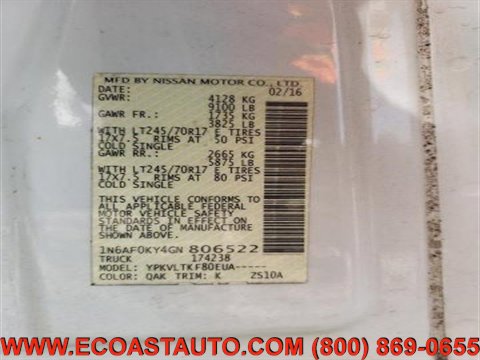 MFD BY NISSAN MOTOR CO., LTD.
DATE: 02/16
GVWR: 4128 KG
9100 LB
GAWR FR.: 1735 KG
3825 LB
WITH LT245/70R17 E TIRES
17X7.5 RIMS AT 50 PSI
COLD SINGLE
GAWR RR.: 2665 KG
5875 LB
WITH LT245/70R17 E TIRES
17X7.5 RIMS AT 80 PSI
COLD SINGLE
THIS VEHICLE CONFORMS TO
ALL APPLICABLE FEDERAL
MOTOR VEHICLE SAFETY
STANDARDS IN EFFECT ON
THE DATE OF MANUFACTURE
SHOWN ABOVE.
1N6AF0KY4GN 806522
TRUCK 174238
MODEL: YPKVLTKF80EUA-----
COLOR: QAK TRIM: K ZS10A
WWW.ECOASTAUTO.COM (800) 869-0655